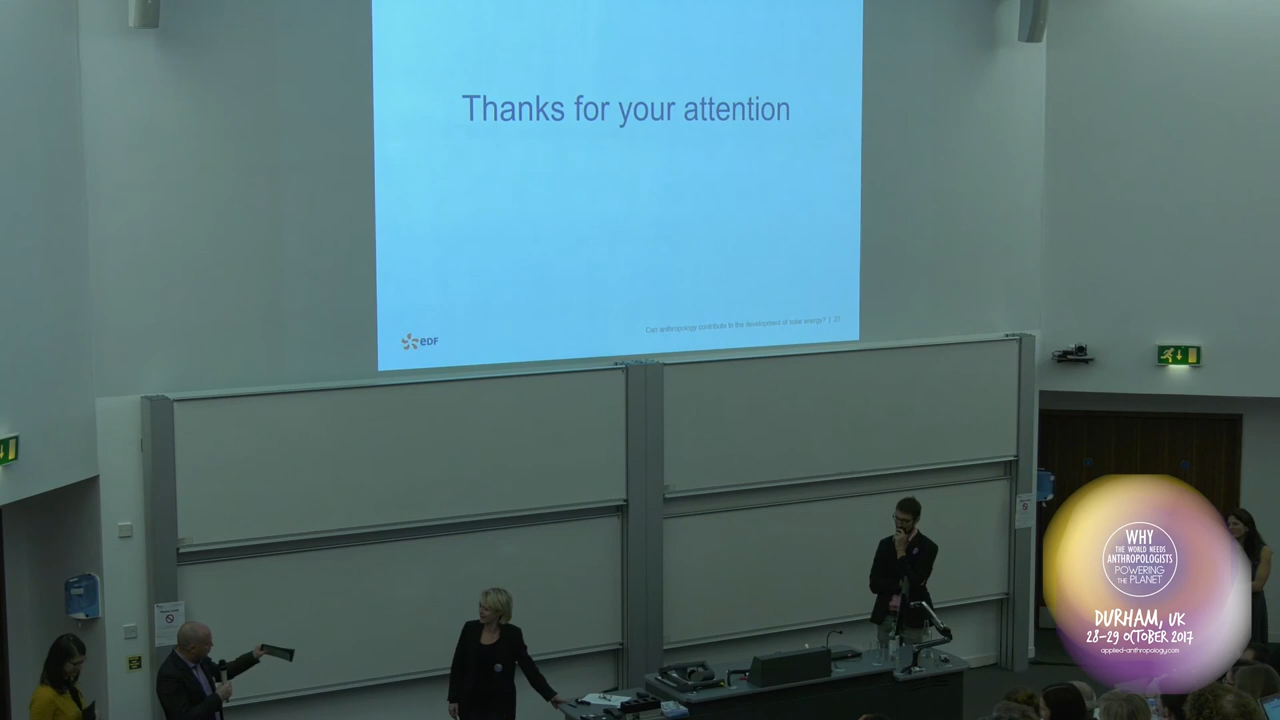 Thanks for your attention
Can anthropology contribute to the development of solar energy? | 21
eDF
WHY
THE WORLD NEEDS
ANTHROPOLOGISTS
POWERING
THE PLANET
DURHAM, UK
28-29 OCTOBER 2017
applied-anthropology.com